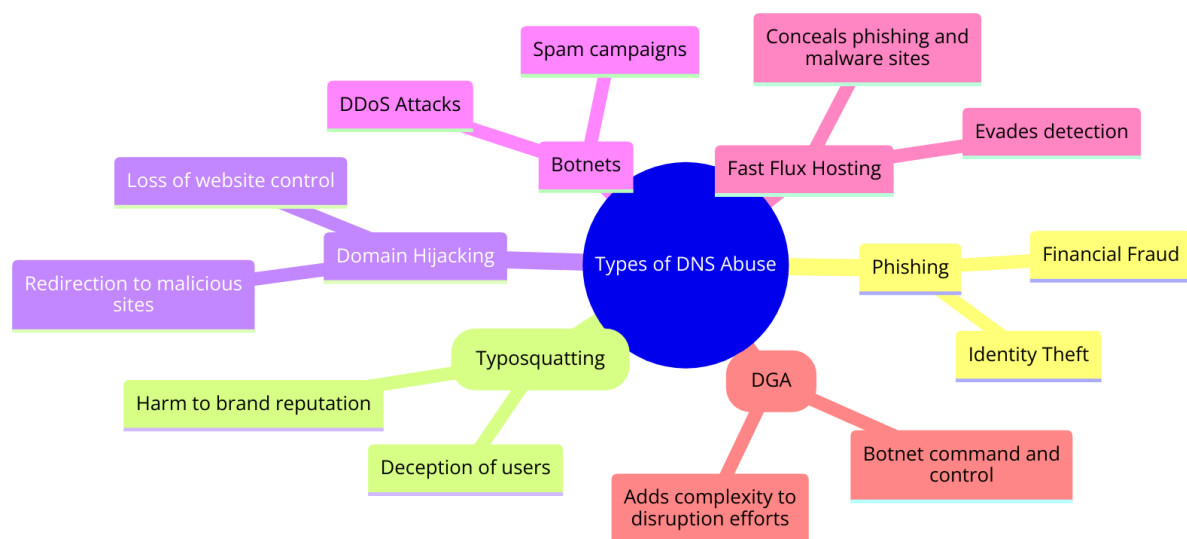 Types of DNS Abuse
Phishing
Financial Fraud
Identity Theft
DGA
Botnet command and
control
Adds complexity to
disruption efforts
Typosquatting
Harm to brand reputation
Deception of users
Domain Hijacking
Loss of website control
Redirection to malicious
sites
Botnets
DDoS Attacks
Spam campaigns
Fast Flux Hosting
Conceals phishing and
malware sites
Evades detection